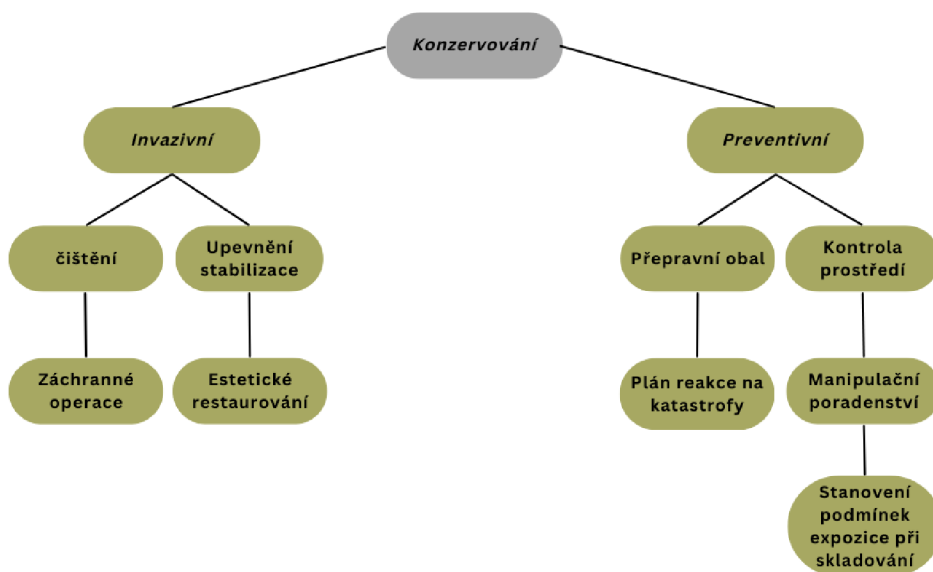 Konzervování
Invazivní
Preventivní
čištění
Upevnění
stabilizace
Přepravní obal
Kontrola
prostředí
Záchranné
operace
Estetické
restaurování
Plán reakce na
katastrofy
Manipulační
poradenství
Stanovení
podmínek
expozice při
skladování